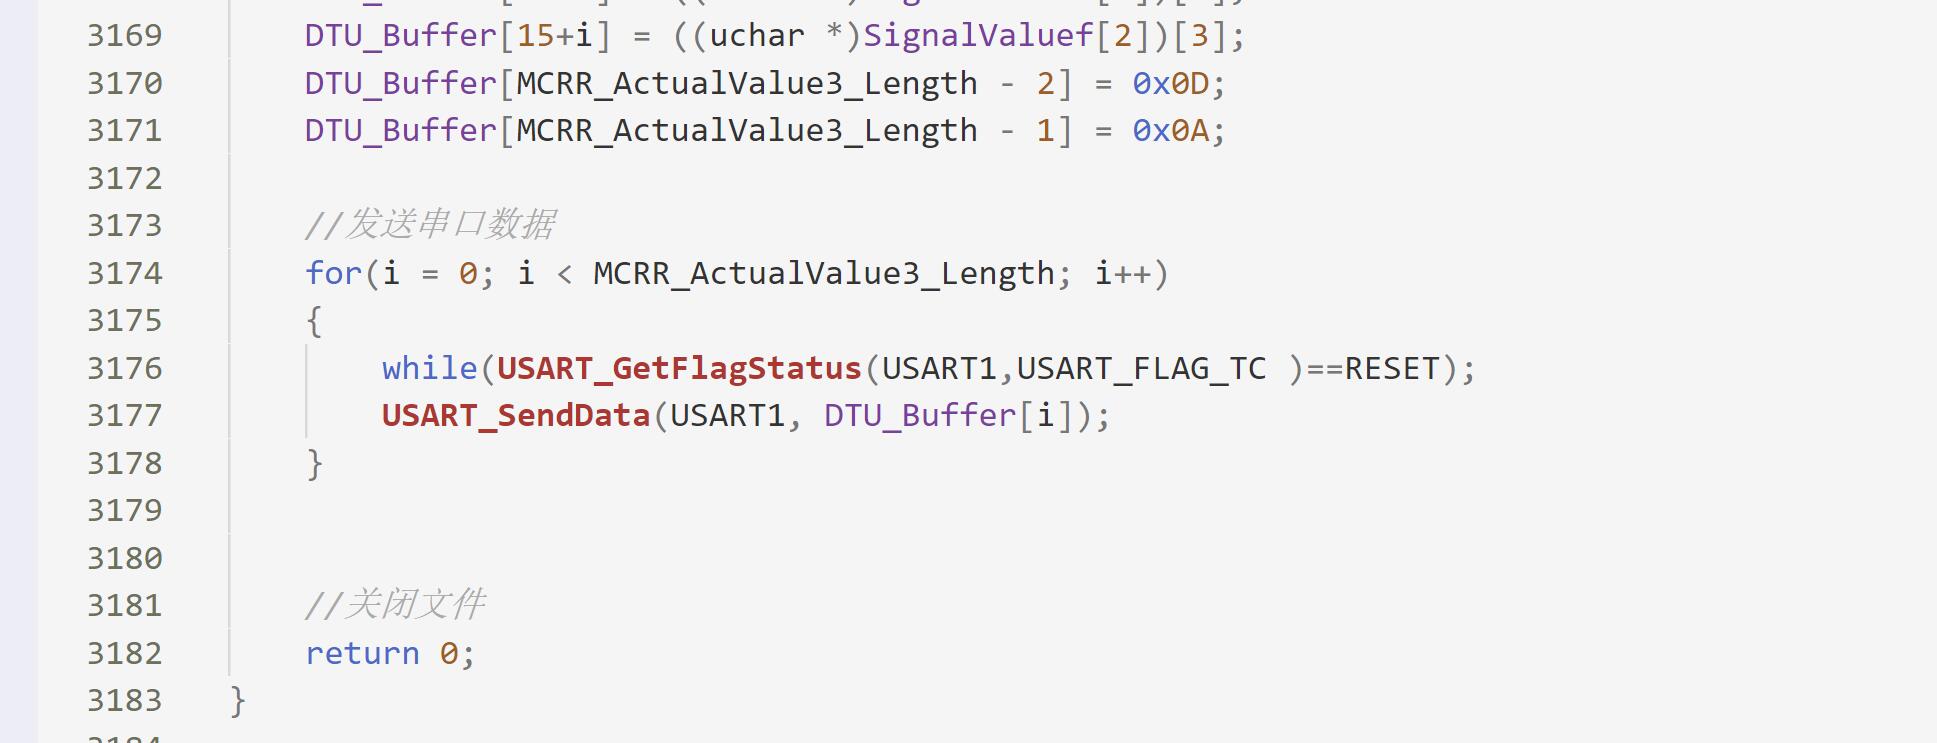 3169 DTU_Buffer[15+i] = ((uchar *)SignalValuef[2])[3];
3170 DTU_Buffer[MCRR_ActualValue3_Length - 2] = 0x0D;
3171 DTU_Buffer[MCRR_ActualValue3_Length - 1] = 0x0A;
3172
3173 //发送串口数据
3174 for(i = 0; i < MCRR_ActualValue3_Length; i++)
3175 {
3176 while(USART_GetFlagStatus(USART1,USART_FLAG_TC )==RESET);
3177 USART_SendData(USART1, DTU_Buffer[i]);
3178 }
3179
3180
3181 //关闭文件
3182 return 0;
3183 }